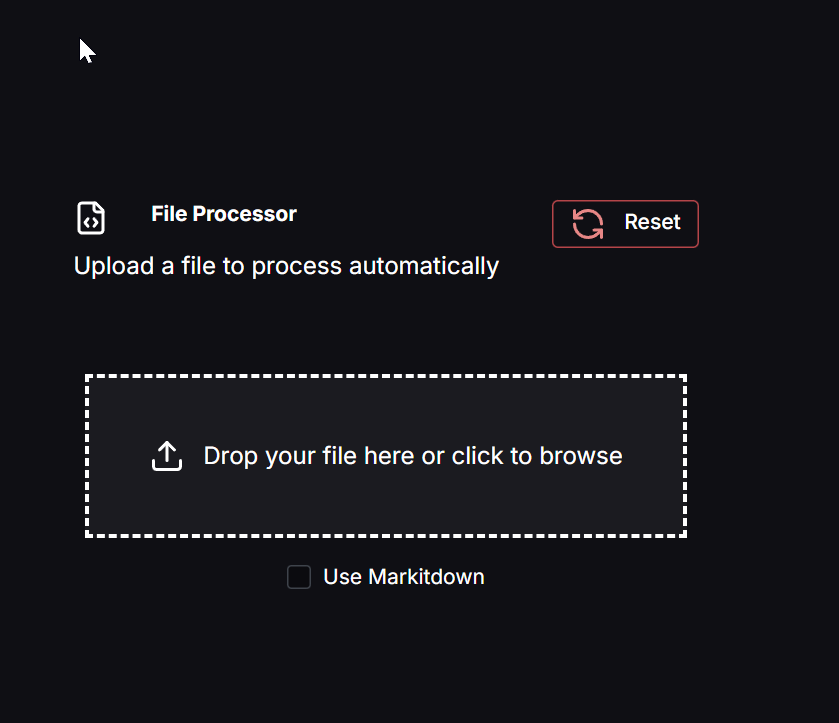 File Processor
Reset
Upload a file to process automatically
Drop your file here or click to browse
Use Markitdown